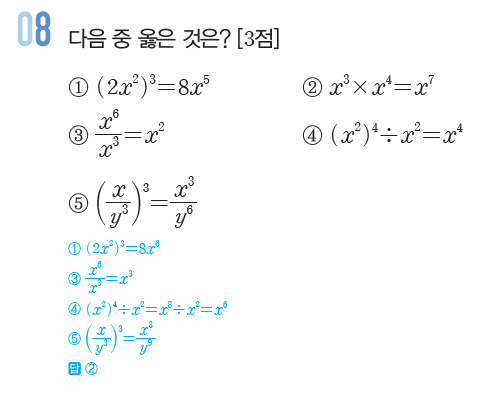 08 다음 중 옳은 것은? [3점]
① (2x²)³=8x⁵ ② x³×x⁴=x⁷
③ x⁶/x³=x² ④ (x²)⁴÷x²=x⁴
⑤ (x/y³)³=x³/y⁶
① (2x²)³=8x⁶
③ x⁶/x³=x³
④ (x²)⁴÷x²=x⁸÷x²=x⁶
⑤ (x/y³)³=x³/y⁹
답 ②